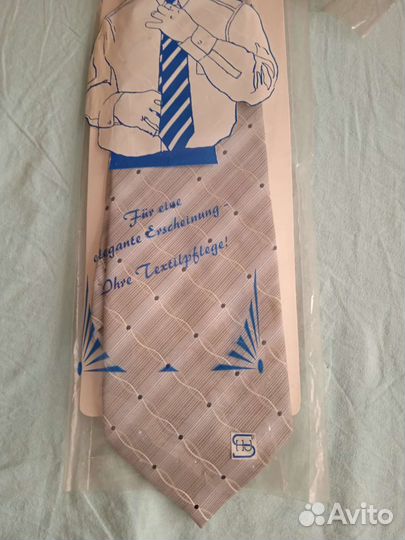 Für eine
elegante Erscheinung -
Ihre Textilpflege!
Avito